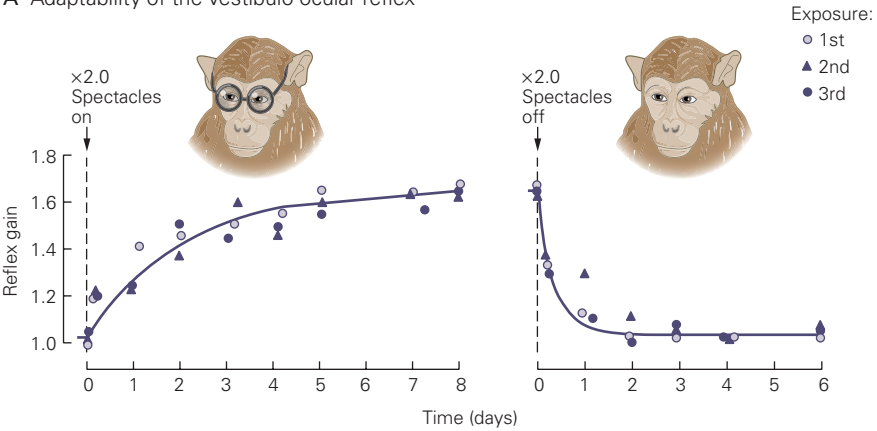 A Adaptability of the vestibulo ocular reflex
Exposure:
1st
2nd
3rd
×2.0
Spectacles
on
×2.0
Spectacles
off
Reflex gain
1.8
1.6
1.4
1.2
1.0
0 1 2 3 4 5 6 7 8
0 1 2 3 4 5 6
Time (days)